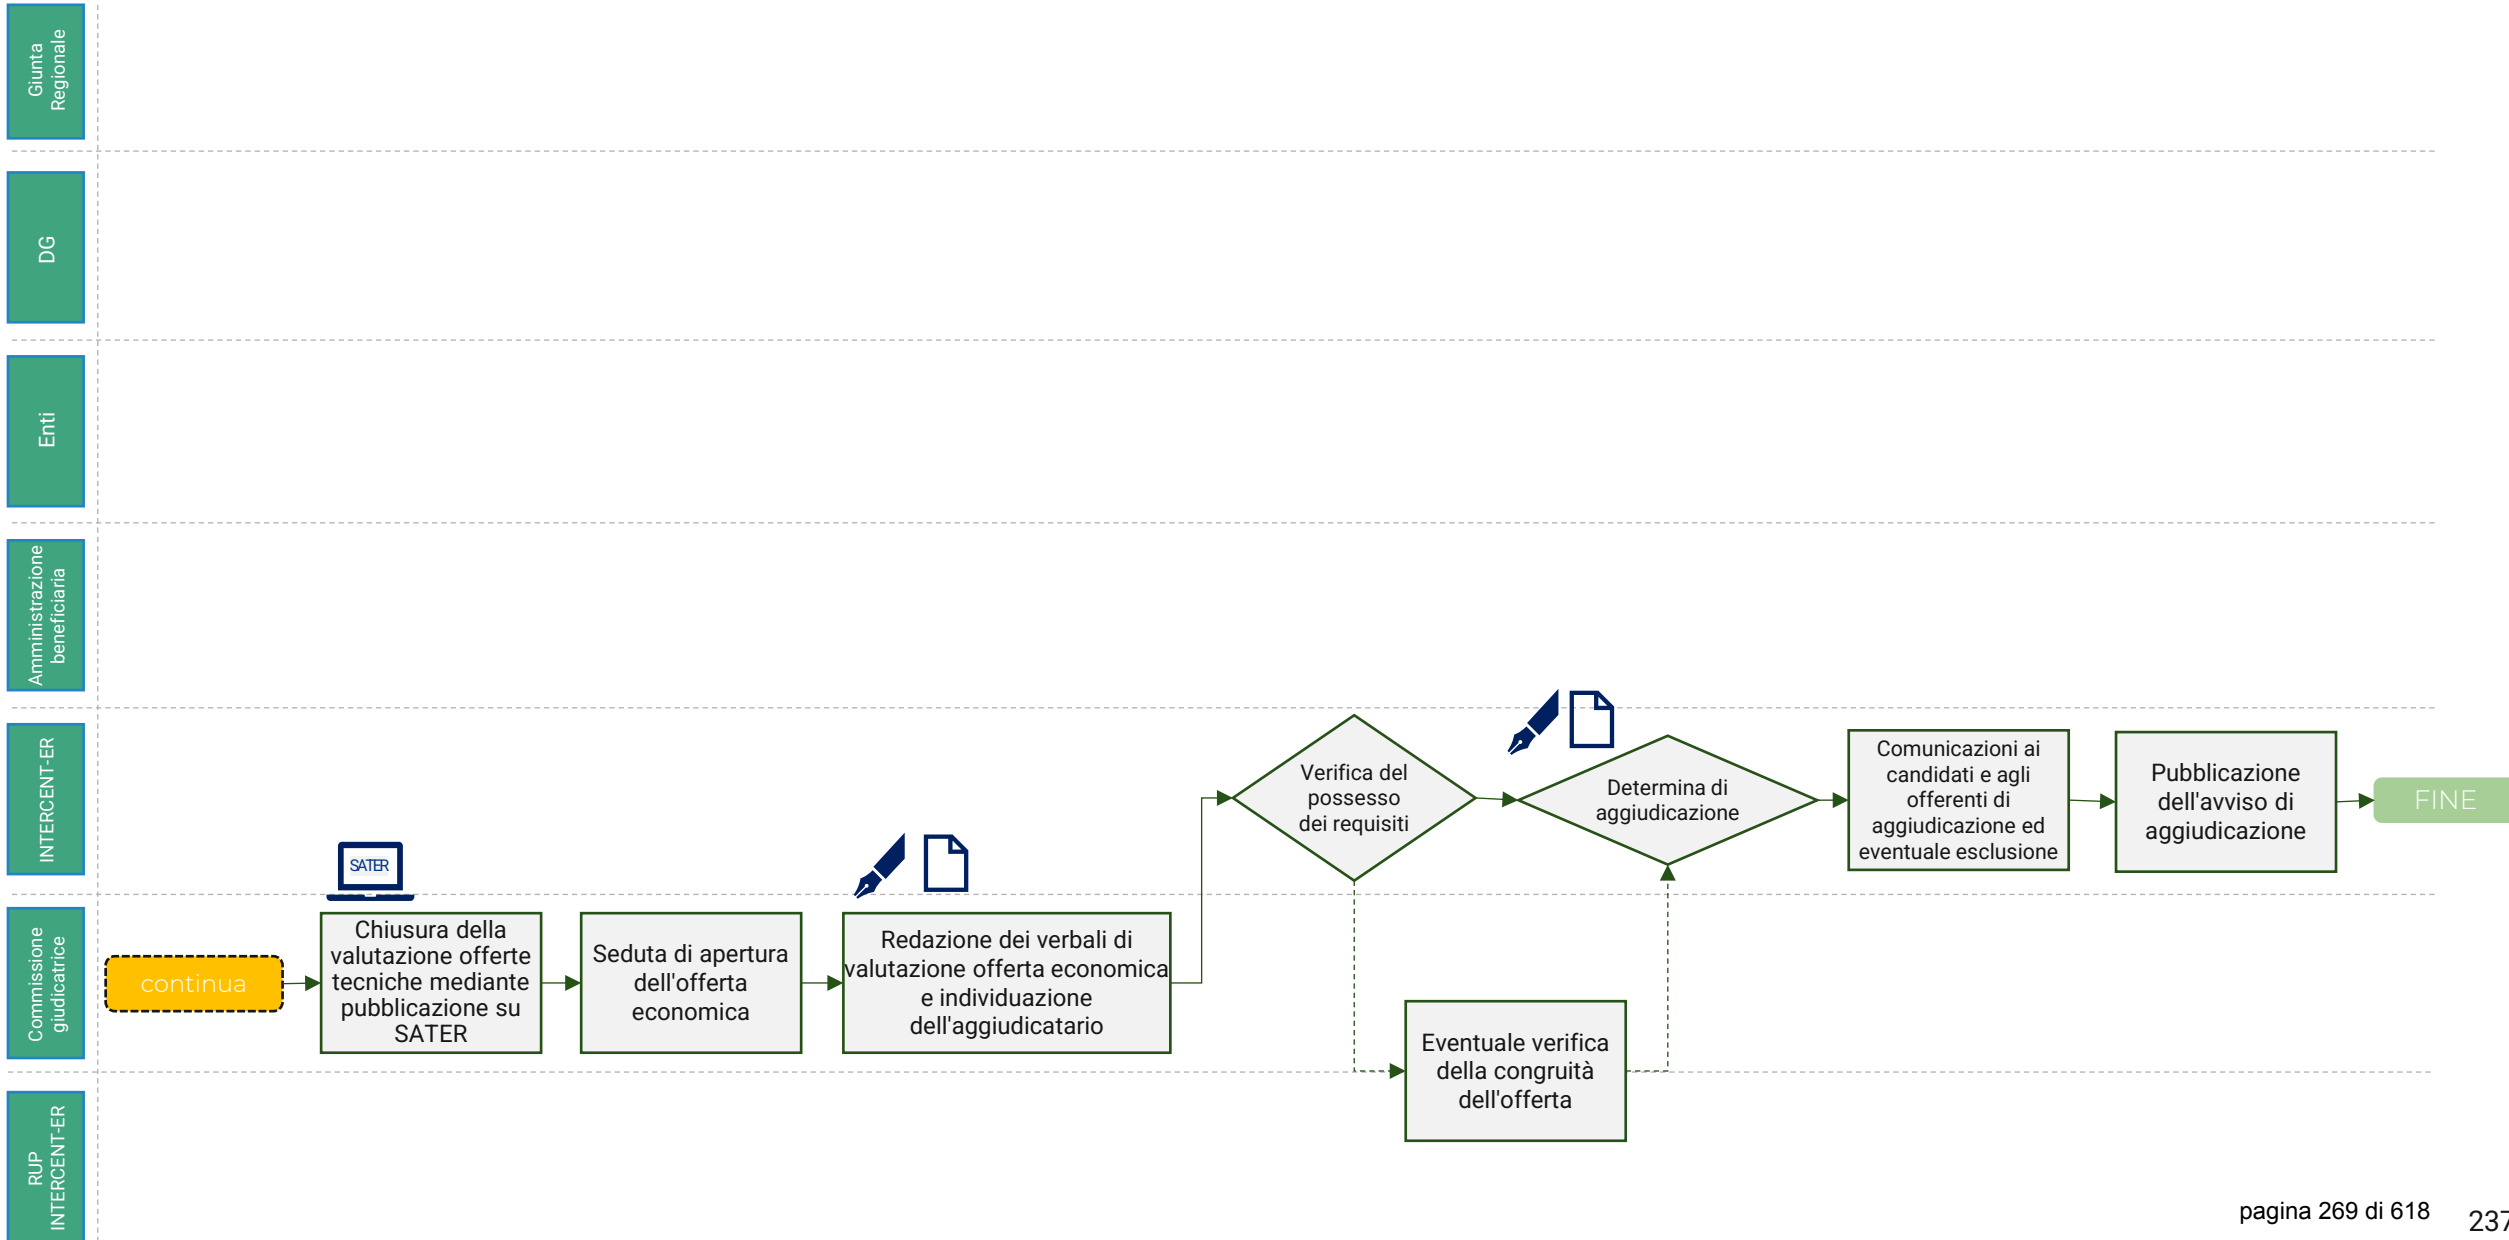 Giunta
Regionale
DG
Enti
Amministrazione
beneficiaria
INTERCENT-ER
Verifica del
possesso
dei requisiti
Determina di
aggiudicazione
Comunicazioni ai
candidati e agli
offerenti di
aggiudicazione ed
eventuale esclusione
Pubblicazione
dell'avviso di
aggiudicazione
FINE
SATER
Commissione
giudicatrice
continua
Chiusura della
valutazione offerte
tecniche mediante
pubblicazione su
SATER
Seduta di apertura
dell'offerta
economica
Redazione dei verbali di
valutazione offerta economica
e individuazione
dell'aggiudicatario
Eventuale verifica
della congruità
dell'offerta
RUP
INTERCENT-ER
pagina 269 di 618
237